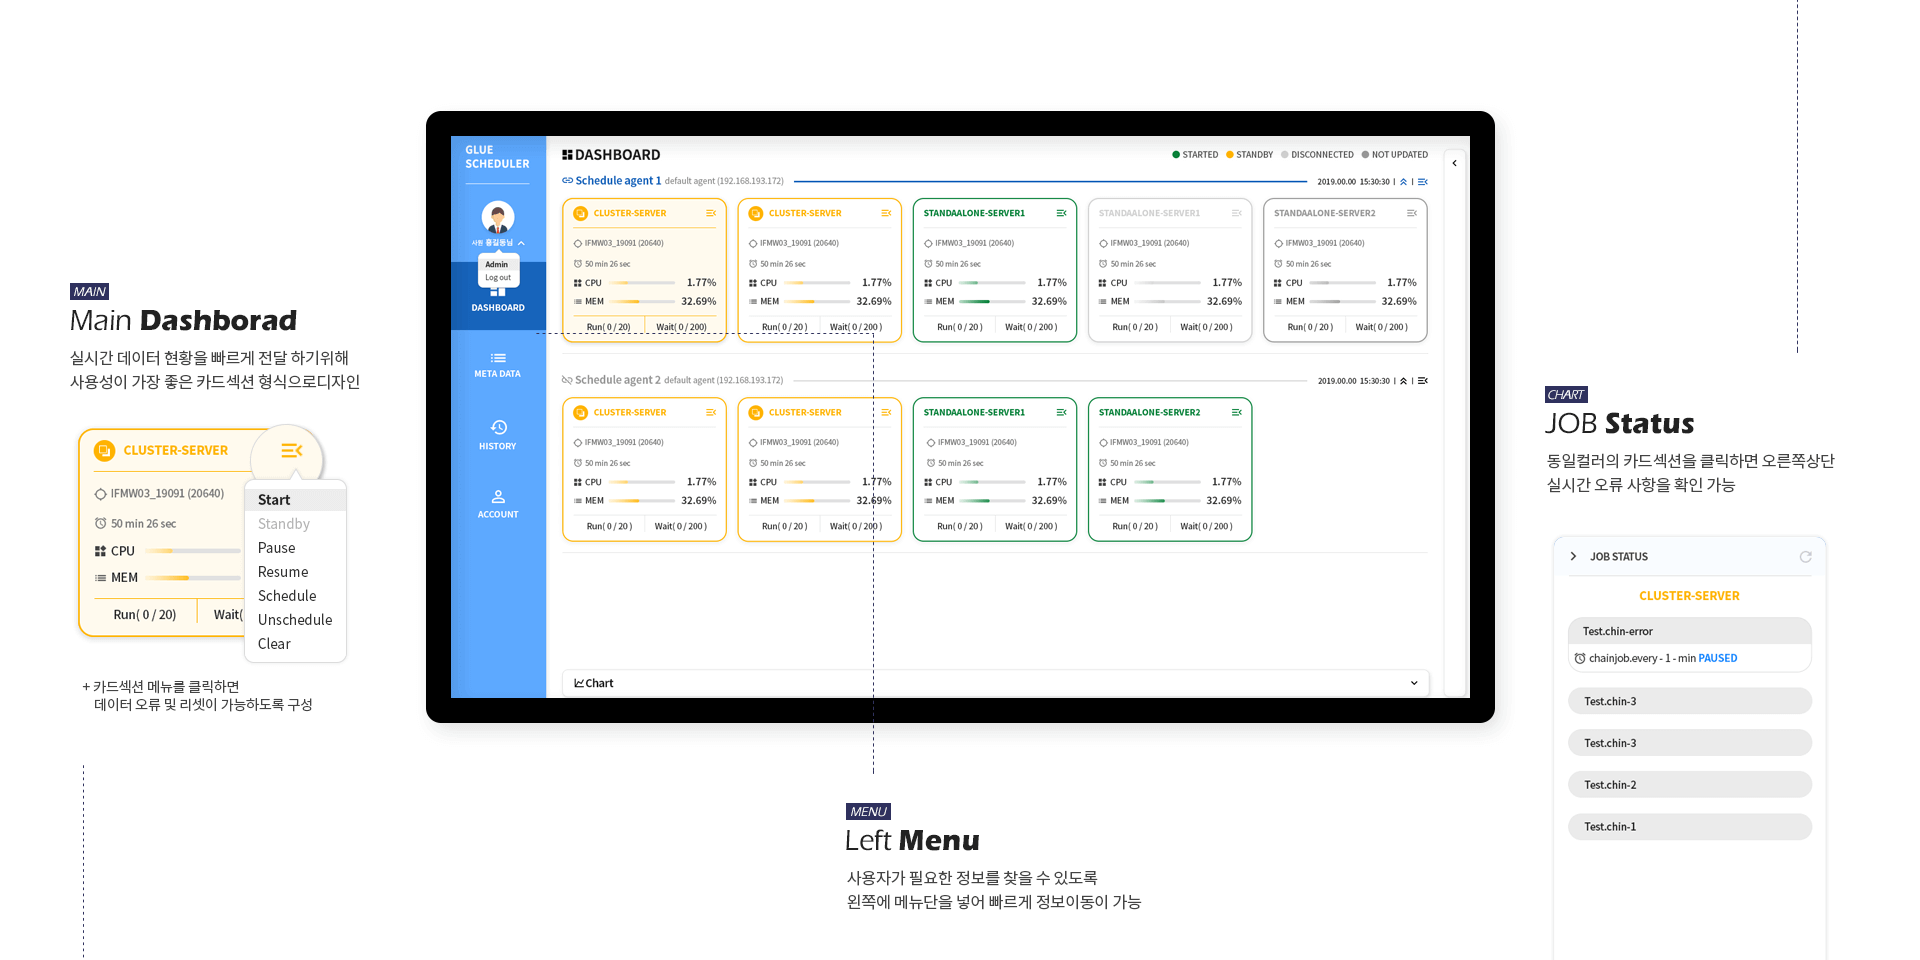 MAIN
Main Dashborad
실시간 데이터 현황을 빠르게 전달 하기위해
사용성이 가장 좋은 카드섹션 형식으로디자인
CLUSTER-SERVER
IFMW03_19091 (20640)
50 min 26 sec
CPU
MEM
Run( 0 / 20)
Wait(
Start
Standby
Pause
Resume
Schedule
Unschedule
Clear
+ 카드섹션 메뉴를 클릭하면
데이터 오류 및 리셋이 가능하도록 구성
GLUE
SCHEDULER
사원 홍길동님
Admin
Log out
DASHBOARD
META DATA
HISTORY
ACCOUNT
DASHBOARD
STARTED STANDBY DISCONNECTED NOT UPDATED
Schedule agent 1 default agent (192.168.193.172)
2019.00.00 15:30:30 | |
CLUSTER-SERVER
IFMW03_19091 (20640)
50 min 26 sec
CPU 1.77%
MEM 32.69%
Run( 0 / 20) Wait( 0 / 200)
CLUSTER-SERVER
IFMW03_19091 (20640)
50 min 26 sec
CPU 1.77%
MEM 32.69%
Run( 0 / 20 ) Wait( 0 / 200 )
STANDAALONE-SERVER1
IFMW03_19091 (20640)
50 min 26 sec
CPU 1.77%
MEM 32.69%
Run( 0 / 20 ) Wait( 0 / 200 )
STANDAALONE-SERVER1
IFMW03_19091 (20640)
50 min 26 sec
CPU 1.77%
MEM 32.69%
Run( 0 / 20 ) Wait( 0 / 200 )
STANDAALONE-SERVER2
IFMW03_19091 (20640)
50 min 26 sec
CPU 1.77%
MEM 32.69%
Run( 0 / 20 ) Wait( 0 / 200 )
Schedule agent 2 default agent (192.168.193.172)
2019.00.00 15:30:30 | |
CLUSTER-SERVER
IFMW03_19091 (20640)
50 min 26 sec
CPU 1.77%
MEM 32.69%
Run( 0 / 20 ) Wait( 0 / 200 )
CLUSTER-SERVER
IFMW03_19091 (20640)
50 min 26 sec
CPU 1.77%
MEM 32.69%
Run( 0 / 20 ) Wait( 0 / 200 )
STANDAALONE-SERVER1
IFMW03_19091 (20640)
50 min 26 sec
CPU 1.77%
MEM 32.69%
Run( 0 / 20 ) Wait( 0 / 200 )
STANDAALONE-SERVER2
IFMW03_19091 (20640)
50 min 26 sec
CPU 1.77%
MEM 32.69%
Run( 0 / 20 ) Wait( 0 / 200 )
Chart
MENU
Left Menu
사용자가 필요한 정보를 찾을 수 있도록
왼쪽에 메뉴단을 넣어 빠르게 정보이동이 가능
CHART
JOB Status
동일컬러의 카드섹션을 클릭하면 오른쪽상단
실시간 오류 사항을 확인 가능
JOB STATUS
CLUSTER-SERVER
Test.chin-error
chainjob.every - 1 - min PAUSED
Test.chin-3
Test.chin-3
Test.chin-2
Test.chin-1